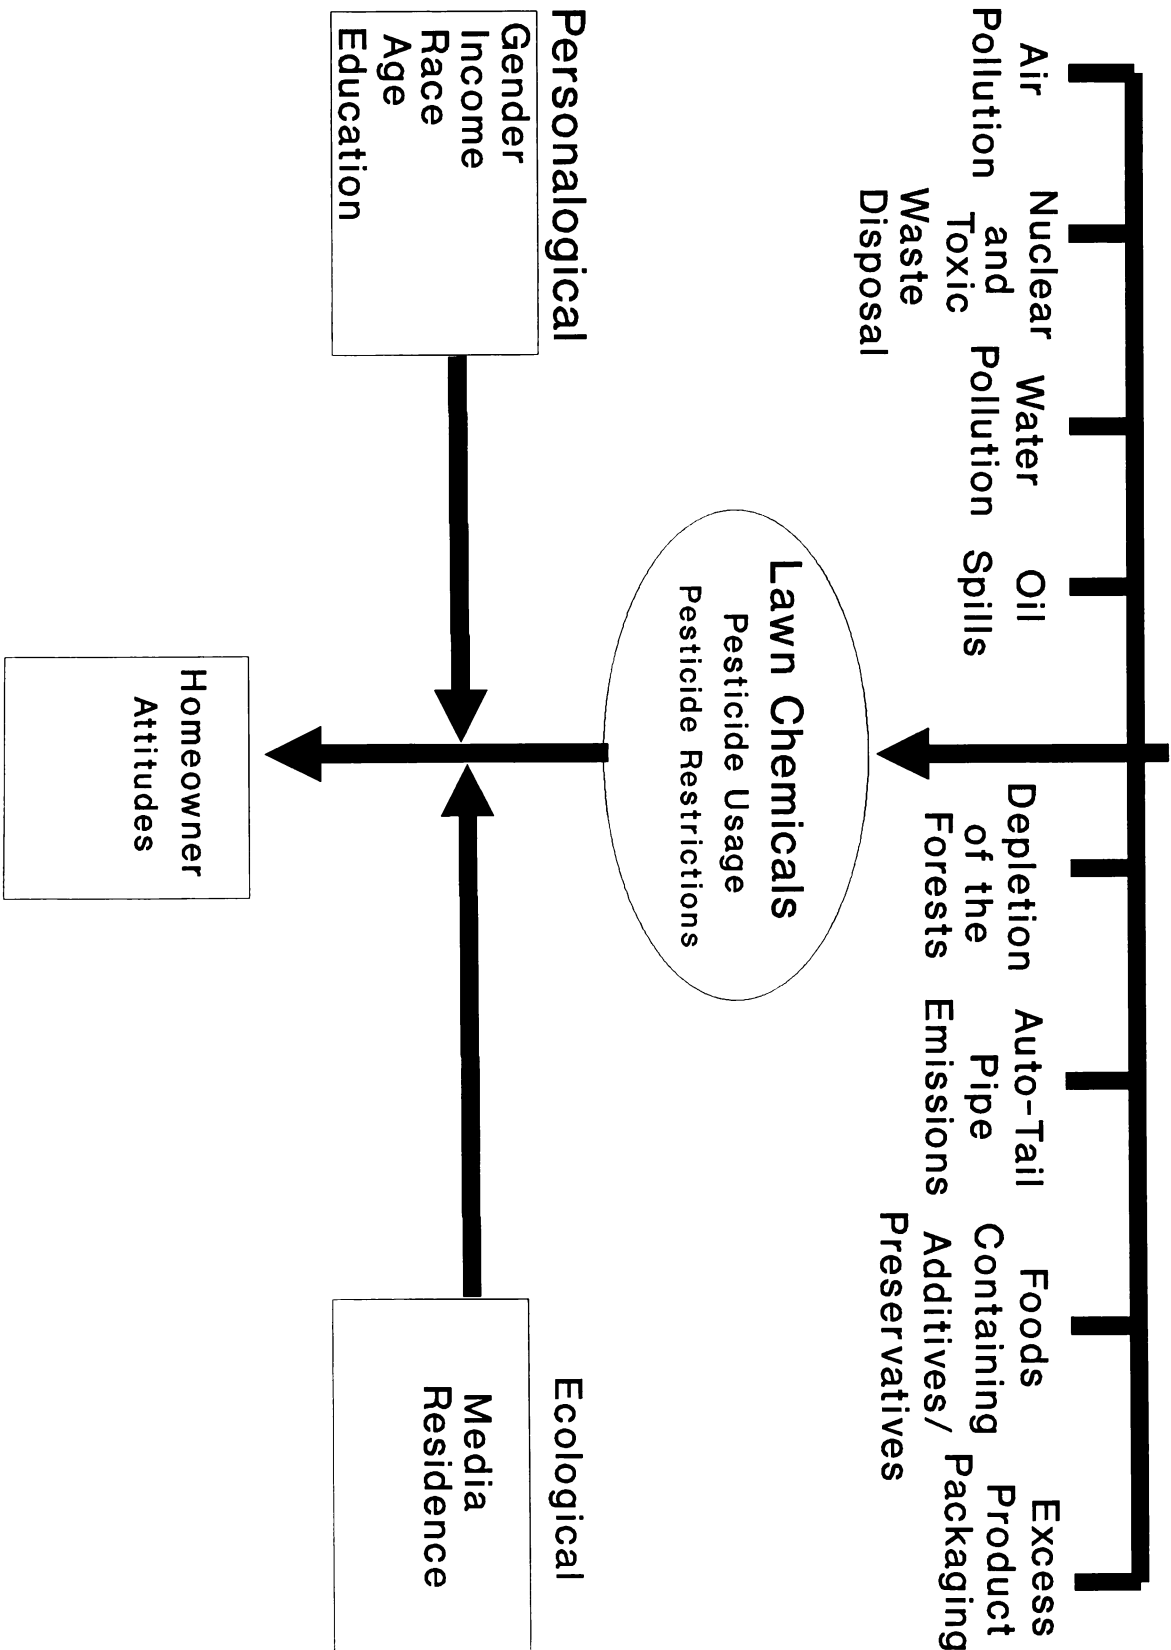 Air
Pollution
Nuclear
and
Toxic
Waste
Disposal
Water
Pollution
Oil
Spills
Depletion
of the
Forests
Auto-Tail
Pipe
Emissions
Foods
Containing
Additives/
Preservatives
Excess
Product
Packaging
Lawn Chemicals
Pesticide Usage
Pesticide Restrictions
Personalogical
Gender
Income
Race
Age
Education
Ecological
Media
Residence
Homeowner
Attitudes